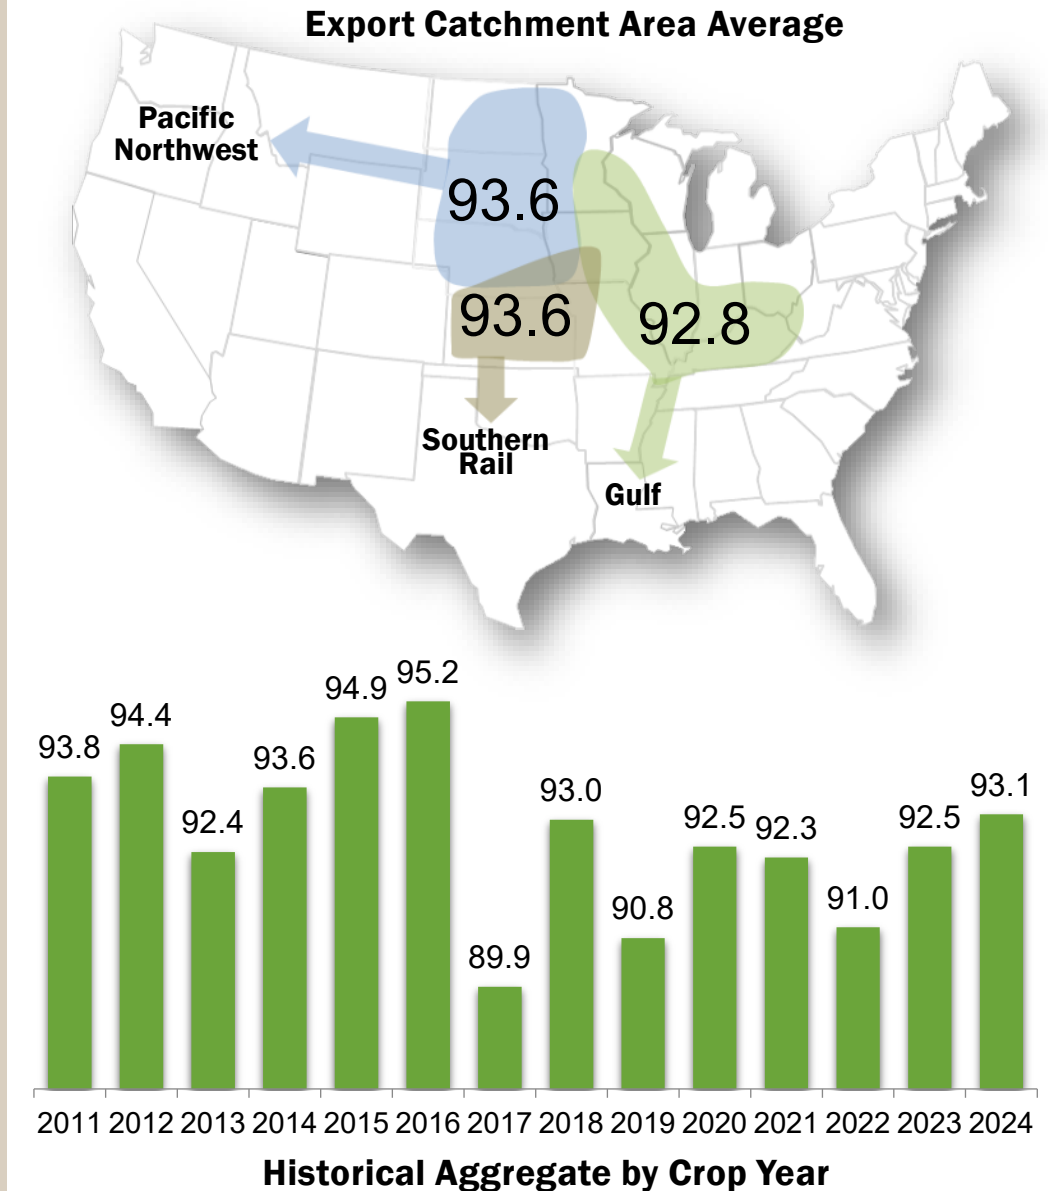 Export Catchment Area Average
Pacific
Northwest
93.6
93.6
92.8
Southern
Rail
Gulf
93.8
94.4
92.4
93.6
94.9
95.2
89.9
93.0
90.8
92.5
92.3
91.0
92.5
93.1
2011 2012 2013 2014 2015 2016 2017 2018 2019 2020 2021 2022 2023 2024
Historical Aggregate by Crop Year